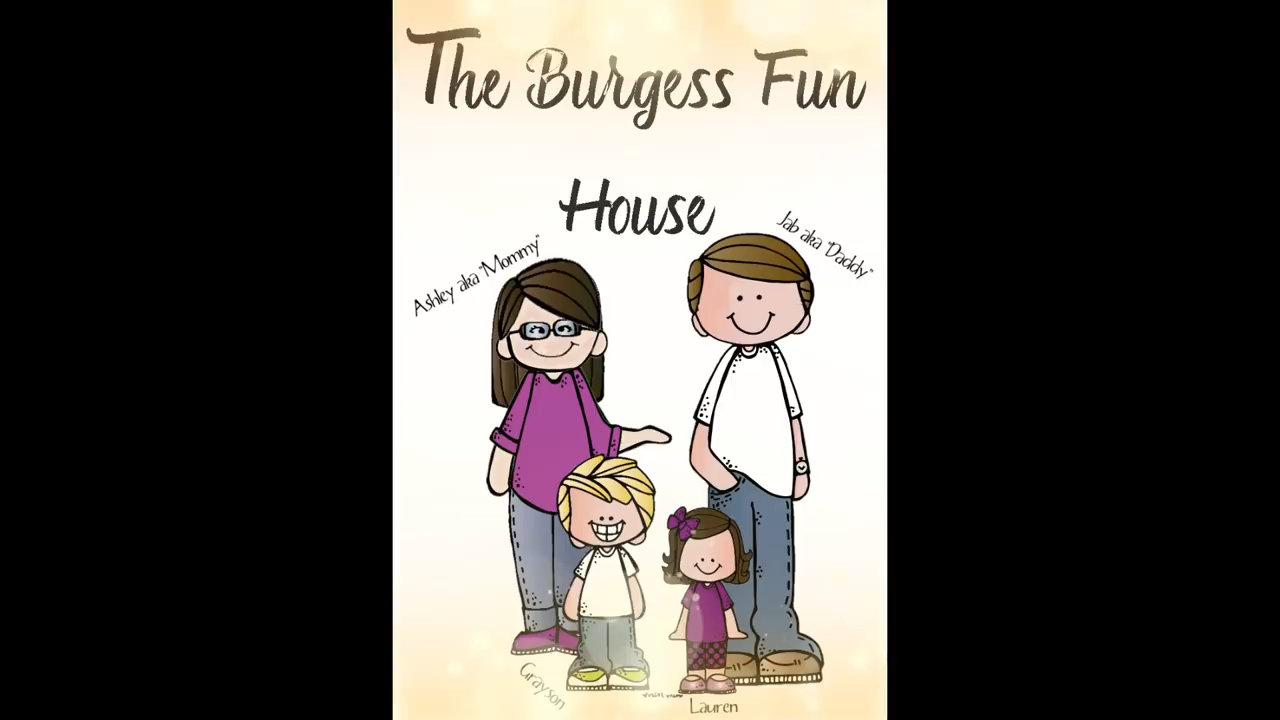 The Burgess Fun
House
Ashley aka "Mommy"
Jab aka "Daddy"
Grayson
Lauren